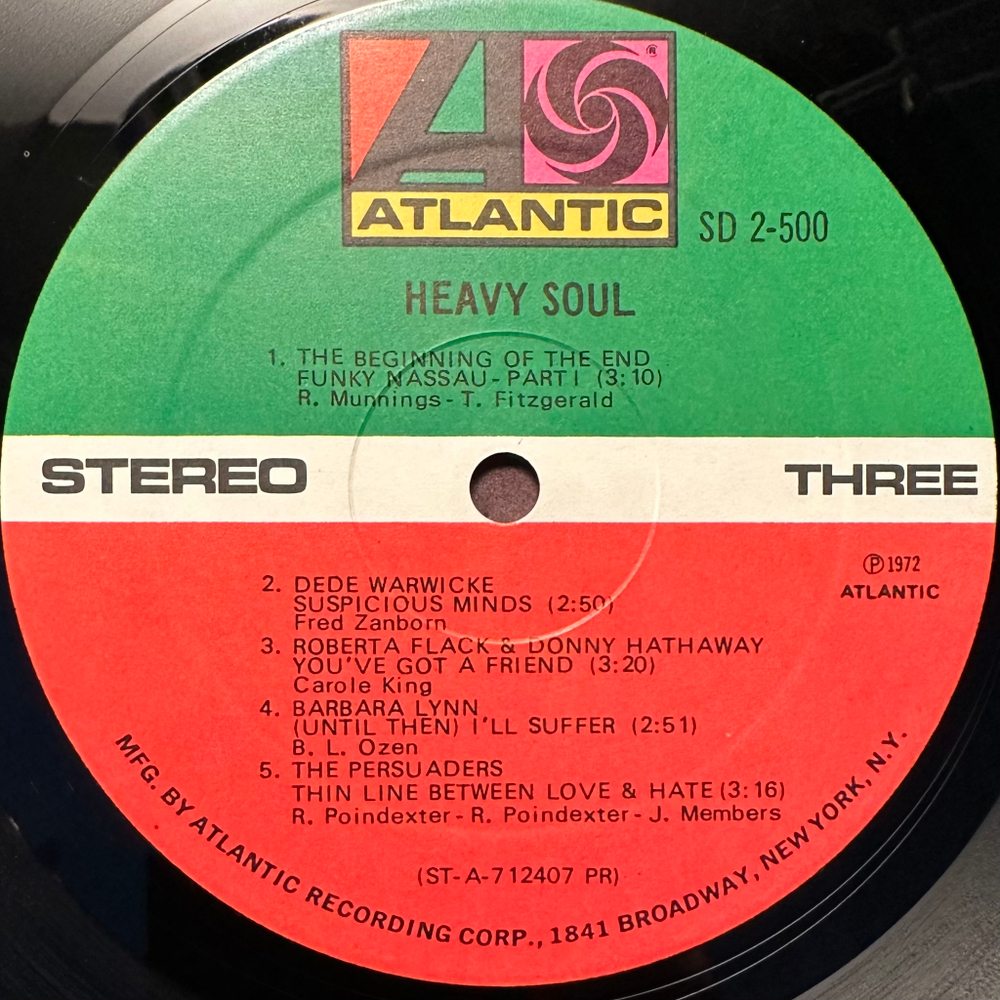 ®
ATLANTIC
SD 2-500
HEAVY SOUL
1. THE BEGINNING OF THE END
FUNKY NASSAU-PART I (3:10)
R. Munnings-T. Fitzgerald
STEREO
THREE
Ⓟ1972
ATLANTIC
2. DEDE WARWICKE
SUSPICIOUS MINDS (2:50)
Fred Zanborn
3. ROBERTA FLACK & DONNY HATHAWAY
YOU'VE GOT A FRIEND (3:20)
Carole King
4. BARBARA LYNN
(UNTIL THEN) I'LL SUFFER (2:51)
B. L. Ozen
5. THE PERSUADERS
THIN LINE BETWEEN LOVE & HATE (3:16)
R. Poindexter-R. Poindexter-J. Members
(ST-A-712407 PR)
MFG. BY ATLANTIC RECORDING CORP., 1841 BROADWAY, NEW YORK, N.Y.